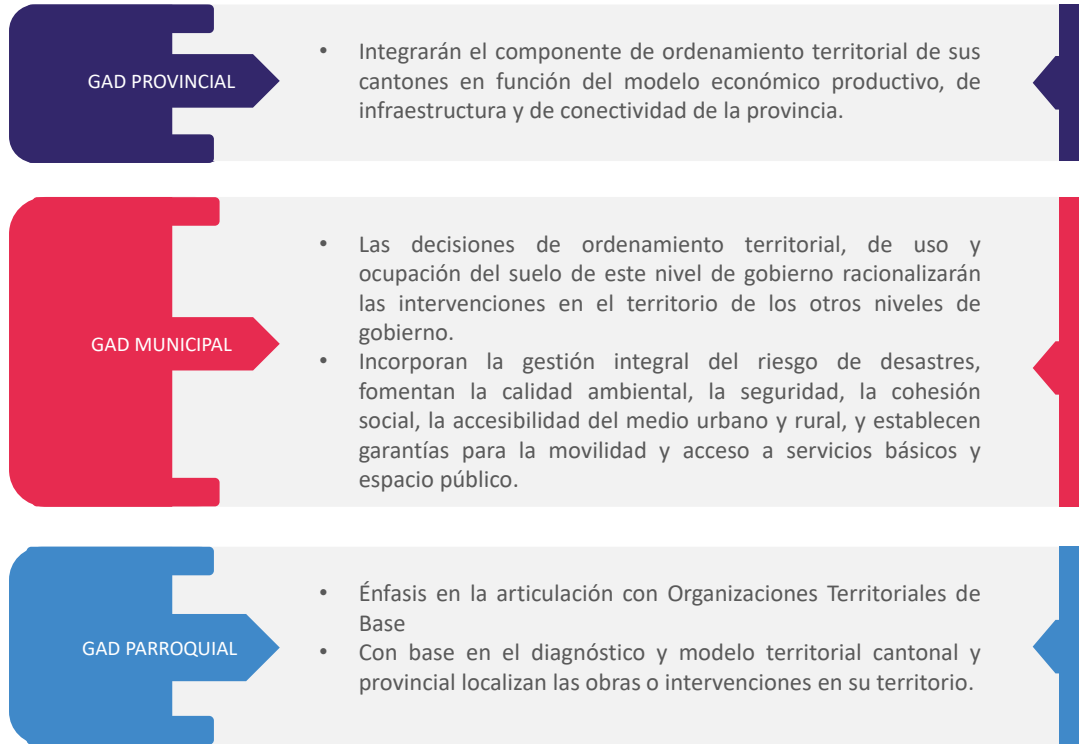 GAD PROVINCIAL
• Integrarán el componente de ordenamiento territorial de sus
cantones en función del modelo económico productivo, de
infraestructura y de conectividad de la provincia.
GAD MUNICIPAL
• Las decisiones de ordenamiento territorial, de uso y
ocupación del suelo de este nivel de gobierno racionalizarán
las intervenciones en el territorio de los otros niveles de
gobierno.
• Incorporan la gestión integral del riesgo de desastres,
fomentan la calidad ambiental, la seguridad, la cohesión
social, la accesibilidad del medio urbano y rural, y establecen
garantías para la movilidad y acceso a servicios básicos y
espacio público.
GAD PARROQUIAL
• Énfasis en la articulación con Organizaciones Territoriales de
Base
• Con base en el diagnóstico y modelo territorial cantonal y
provincial localizan las obras o intervenciones en su territorio.